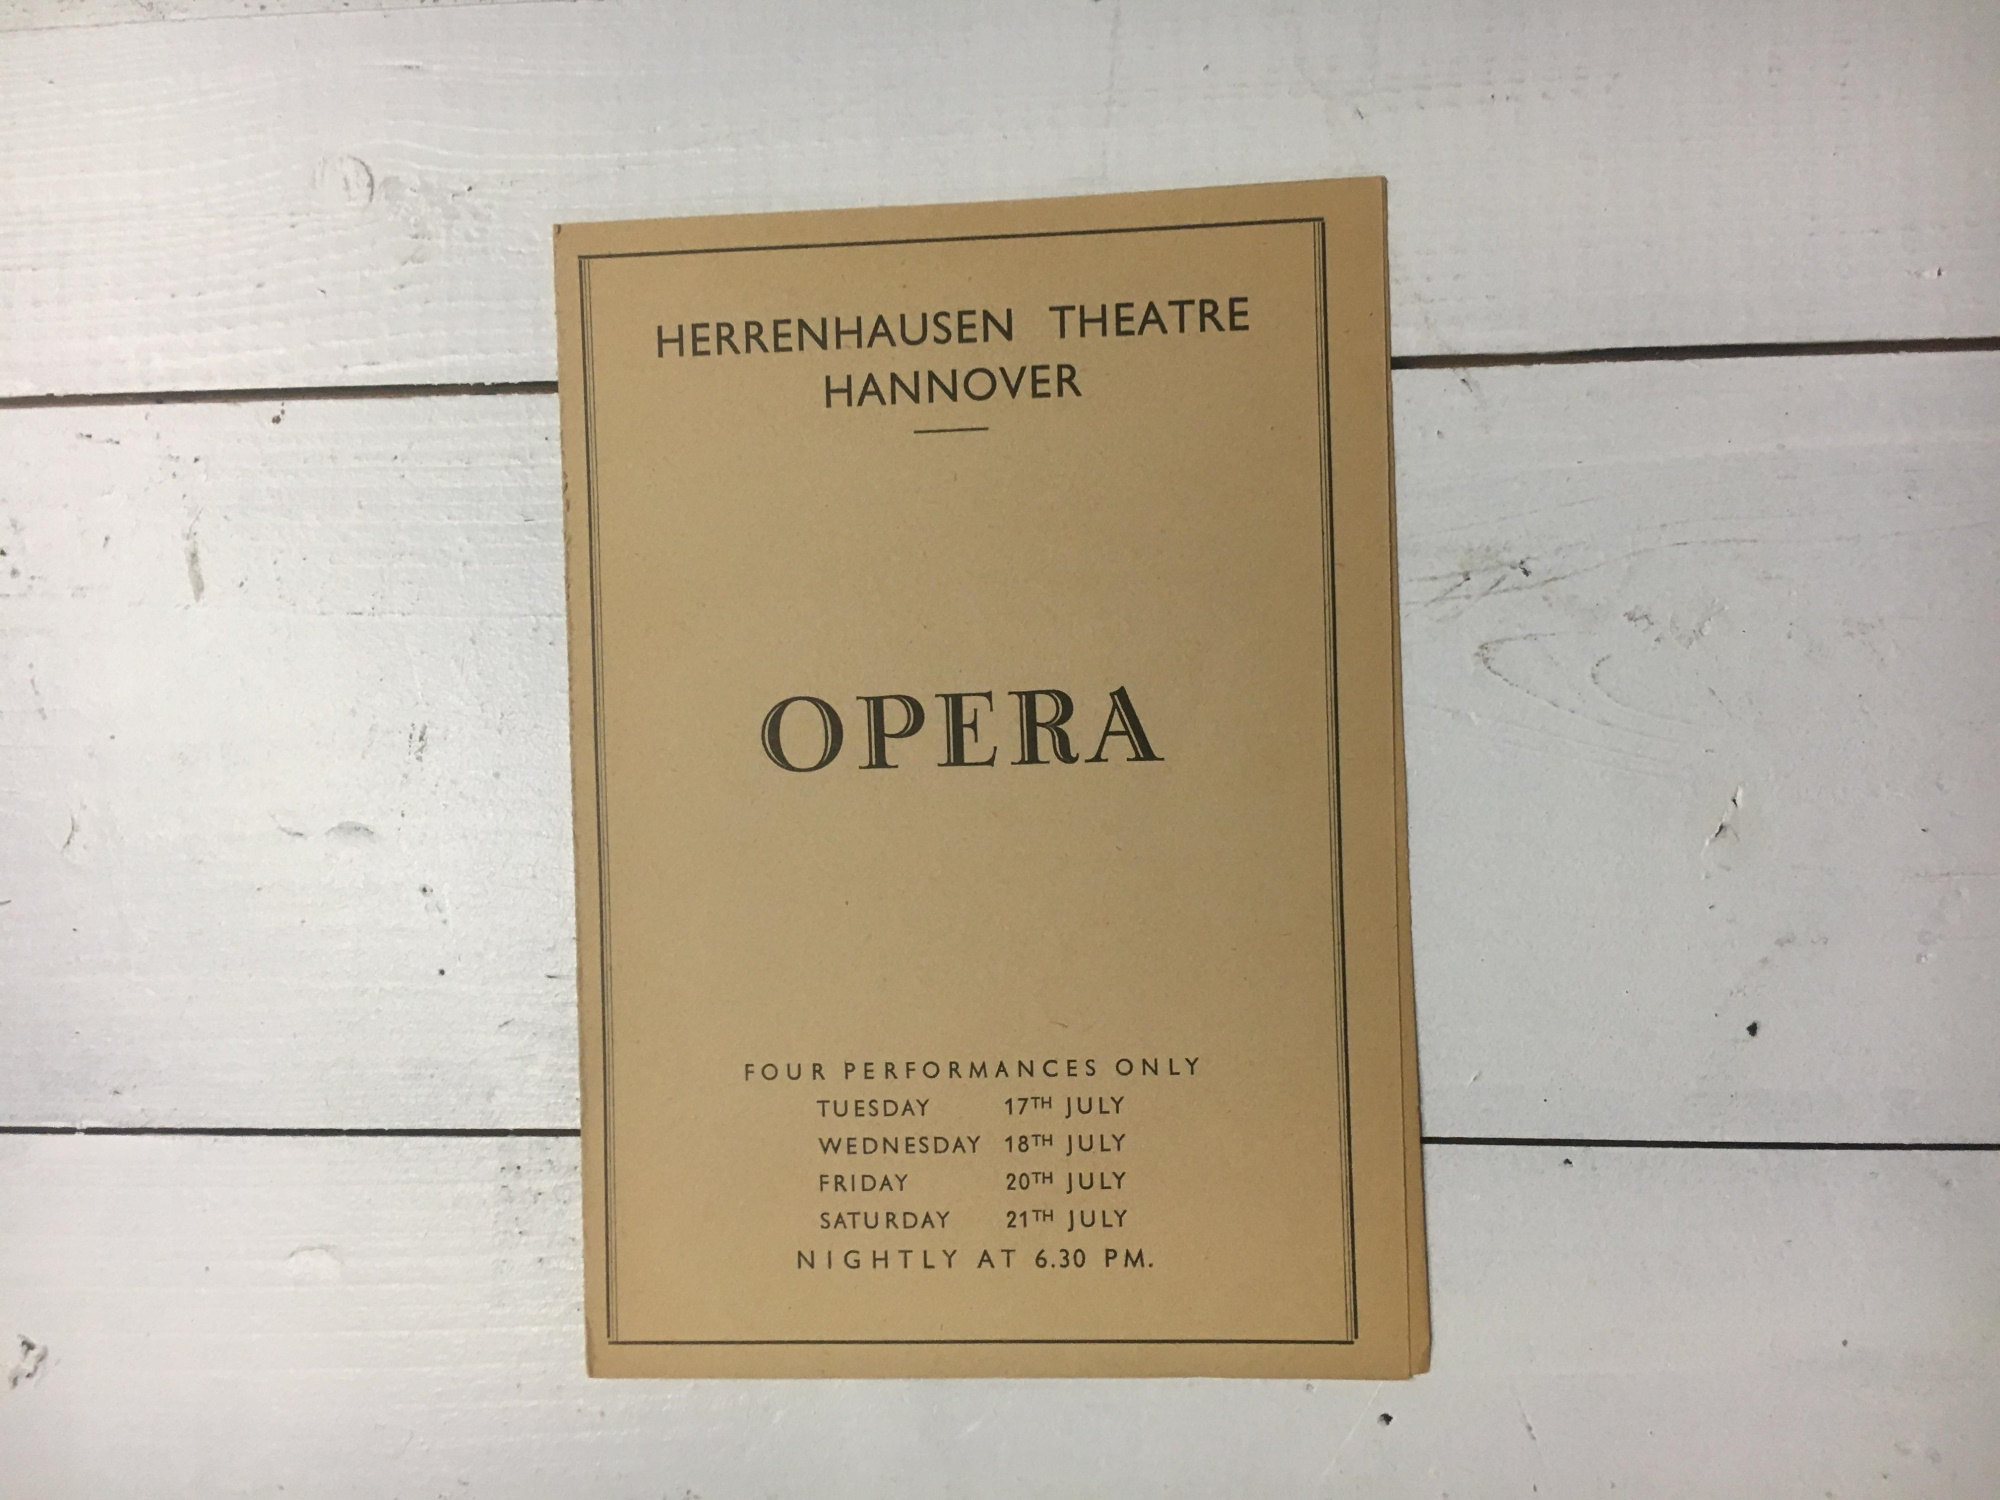 HERRENHAUSEN THEATRE
HANNOVER
OPERA
FOUR PERFORMANCES ONLY
TUESDAY 17TH JULY
WEDNESDAY 18TH JULY
FRIDAY 20TH JULY
SATURDAY 21TH JULY
NIGHTLY AT 6.30 PM.